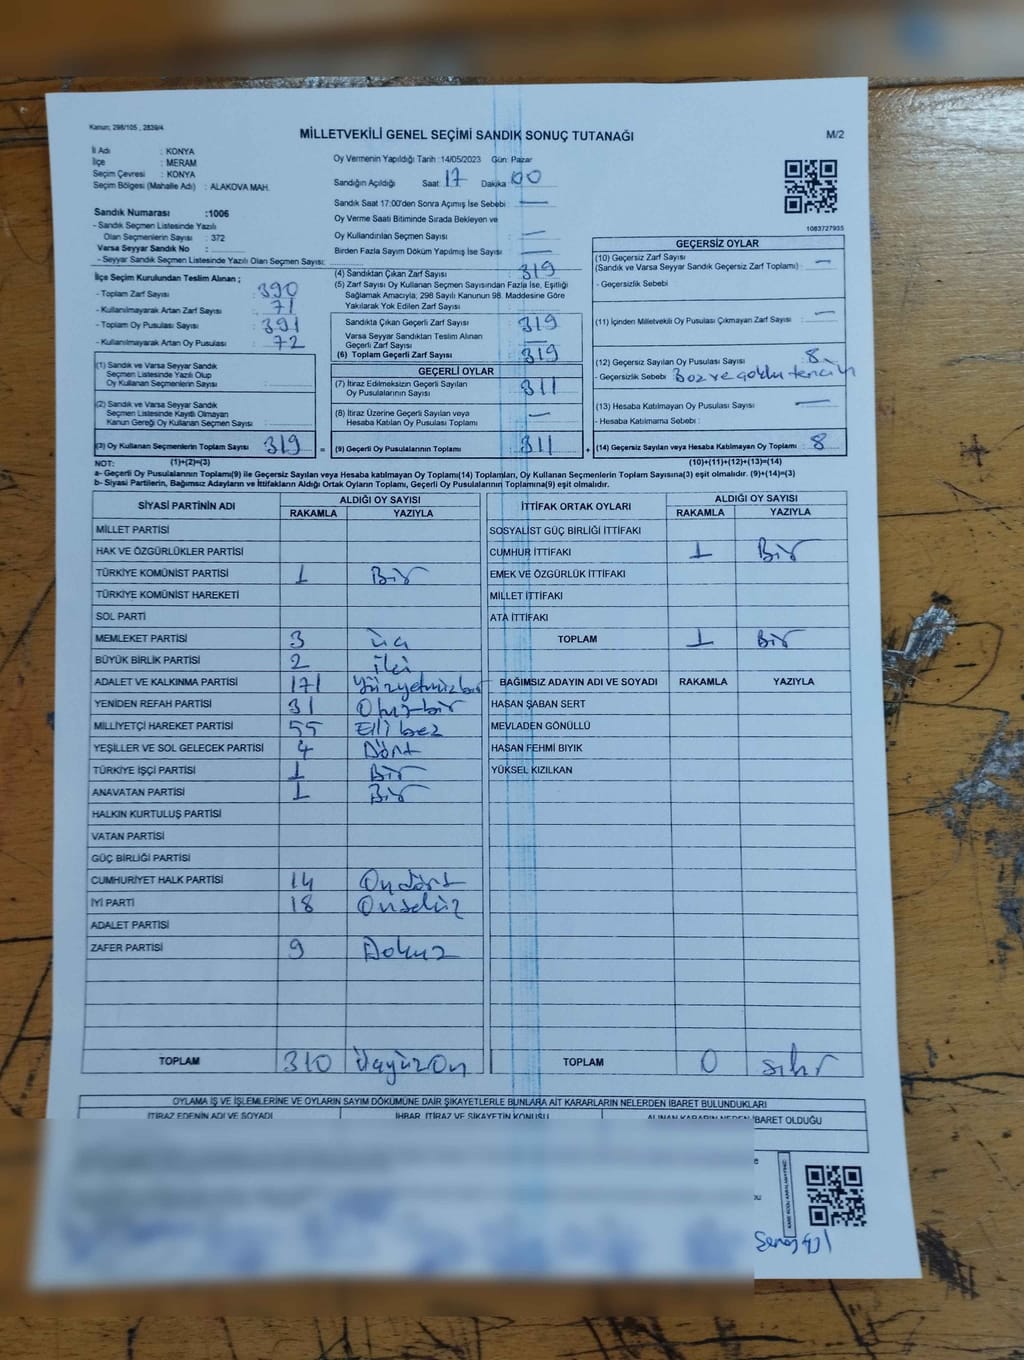 Kanun; 298/105 , 2839/4
MİLLETVEKİLİ GENEL SEÇİMİ SANDIK SONUÇ TUTANAĞI
M/2
İl Adı : KONYA
İlçe : MERAM
Seçim Çevresi : KONYA
Seçim Bölgesi (Mahalle Adı) : ALAKOVA MAH.
Sandık Numarası :1006
- Sandık Seçmen Listesinde Yazılı
Olan Seçmenlerin Sayısı : 372
Varsa Seyyar Sandık No :
- Seyyar Sandık Seçmen Listesinde Yazılı Olan Seçmen Sayısı:
İlçe Seçim Kurulundan Teslim Alınan ;
- Toplam Zarf Sayısı : 390
- Kullanılmayarak Artan Zarf Sayısı : 71
- Toplam Oy Pusulası Sayısı : 391
- Kullanılmayarak Artan Oy Pusulası : 72
(1) Sandık ve Varsa Seyyar Sandık
Seçmen Listesinde Yazılı Olup
Oy Kullanan Seçmenlerin Sayısı :
(2) Sandık ve Varsa Seyyar Sandık
Seçmen Listesinde Kayıtlı Olmayan
Kanun Gereği Oy Kullanan Seçmen Sayısı :
(3) Oy Kullanan Seçmenlerin Toplam Sayısı 319
(1)+(2)=(3)
Oy Vermenin Yapıldığı Tarih :14/05/2023 Gün: Pazar
Sandığın Açıldığı Saat 17 Dakika 00
Sandık Saat 17:00'den Sonra Açımış İse Sebebi : —
Oy Verme Saati Bitiminde Sırada Bekleyen ve
Oy Kullandırılan Seçmen Sayısı : —
Birden Fazla Sayım Döküm Yapılmış İse Sayısı : —
(4) Sandıktan Çıkan Zarf Sayısı : 319
(5) Zarf Sayısı Oy Kullanan Seçmen Sayısından Fazla İse, Eşitliği
Sağlamak Amacıyla; 298 Sayılı Kanunun 98. Maddesine Göre
Yakılarak Yok Edilen Zarf Sayısı :
Sandıkta Çıkan Geçerli Zarf Sayısı : 319
Varsa Seyyar Sandıktan Teslim Alınan
Geçerli Zarf Sayısı : —
(6) Toplam Geçerli Zarf Sayısı : 319
GEÇERLİ OYLAR
(7) İtiraz Edilmeksizin Geçerli Sayılan
Oy Pusulalarının Sayısı : 311
(8) İtiraz Üzerine Geçerli Sayılan veya
Hesaba Katılan Oy Pusulası Toplamı : —
= (9) Geçerli Oy Pusulalarının Toplamı : 311
1083727935
GEÇERSİZ OYLAR
(10) Geçersiz Zarf Sayısı
(Sandık ve Varsa Seyyar Sandık Geçersiz Zarf Toplamı) : —
- Geçersizlik Sebebi :
(11) İçinden Milletvekili Oy Pusulası Çıkmayan Zarf Sayısı : —
(12) Geçersiz Sayılan Oy Pusulası Sayısı : 8
- Geçersizlik Sebebi :
(13) Hesaba Katılmayan Oy Pusulası Sayısı : —
- Hesaba Katılmama Sebebi :
+ (14) Geçersiz Sayılan veya Hesaba Katılmayan Oy Toplamı : 8
(10)+(11)+(12)+(13)=(14)
NOT:
a- Geçerli Oy Pusulalarının Toplamı(9) ile Geçersiz Sayılan veya Hesaba katılmayan Oy Toplamı(14) Toplamları, Oy Kullanan Seçmenlerin Toplam Sayısına(3) eşit olmalıdır. (9)+(14)=(3)
b- Siyasi Partilerin, Bağımsız Adayların ve İttifakların Aldığı Oyların Toplamı, Geçerli Oy Pusulalarının Toplamına(9) eşit olmalıdır.
SİYASİ PARTİNİN ADI ALDIĞI OY SAYISI
RAKAMLA YAZIYLA
MİLLET PARTİSİ
HAK VE ÖZGÜRLÜKLER PARTİSİ
TÜRKİYE KOMÜNİST PARTİSİ 1 Bir
TÜRKİYE KOMÜNİST HAREKETİ
SOL PARTİ
MEMLEKET PARTİSİ 3 üç
BÜYÜK BİRLİK PARTİSİ 2 iki
ADALET VE KALKINMA PARTİSİ 171 Yüzyetmişbir
YENİDEN REFAH PARTİSİ 31 Otuzbir
MİLLİYETÇİ HAREKET PARTİSİ 55 Ellibeş
YEŞİLLER VE SOL GELECEK PARTİSİ 4 Dört
TÜRKİYE İŞÇİ PARTİSİ 1 Bir
ANAVATAN PARTİSİ 1 Bir
HALKIN KURTULUŞ PARTİSİ
VATAN PARTİSİ
GÜÇ BİRLİĞİ PARTİSİ
CUMHURİYET HALK PARTİSİ 14 Ondört
İYİ PARTİ 18 Onsekiz
ADALET PARTİSİ
ZAFER PARTİSİ 9 Dokuz
TOPLAM 310 Üçyüzon
İTTİFAK ORTAK OYLARI ALDIĞI OY SAYISI
RAKAMLA YAZIYLA
SOSYALİST GÜÇ BİRLİĞİ İTTİFAKI
CUMHUR İTTİFAKI 1 Bir
EMEK VE ÖZGÜRLÜK İTTİFAKI
MİLLET İTTİFAKI
ATA İTTİFAKI
TOPLAM 1 Bir
BAĞIMSIZ ADAYIN ADI VE SOYADI RAKAMLA YAZIYLA
HASAN ŞABAN SERT
MEVLADEN GÖNÜLLÜ
HASAN FEHMİ BIYIK
YÜKSEL KIZILKAN
TOPLAM 0 sıfır
OYLAMA İŞ VE İŞLEMLERİNE VE OYLARIN SAYIM DÖKÜMÜNE DAİR ŞİKAYETLERLE BUNLARA AİT KARARLARIN NELERDEN İBARET BULUNDUKLARI
İTİRAZ EDENİN ADI VE SOYADI İHBAR, İTİRAZ VE ŞİKAYETİN KONUSU ALINAN KARARIN NEDEN İBARET OLDUĞU